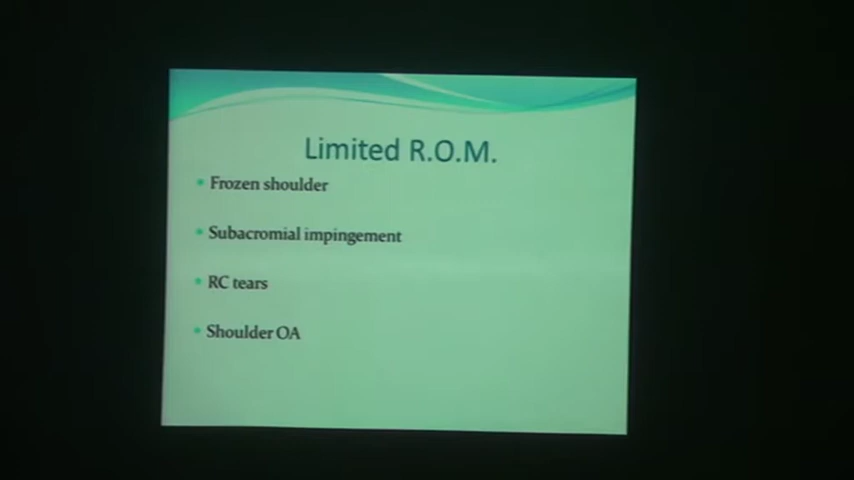 Limited R.O.M.
Frozen shoulder
Subacromial impingement
RC tears
Shoulder OA